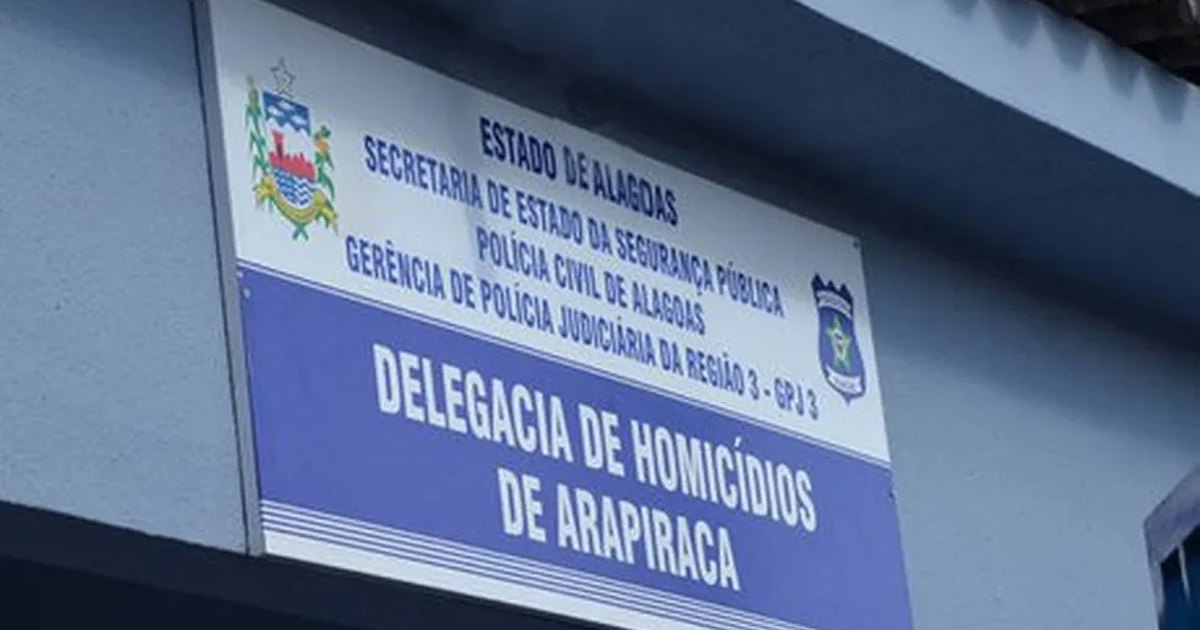 ESTADO DE ALAGOAS
SECRETARIA DE ESTADO DA SEGURANÇA PÚBLICA
POLÍCIA CIVIL DE ALAGOAS
GERÊNCIA DE POLÍCIA JUDICIÁRIA DA REGIÃO 3 - GPJ 3
DELEGACIA DE HOMICÍDIOS
DE ARAPIRACA